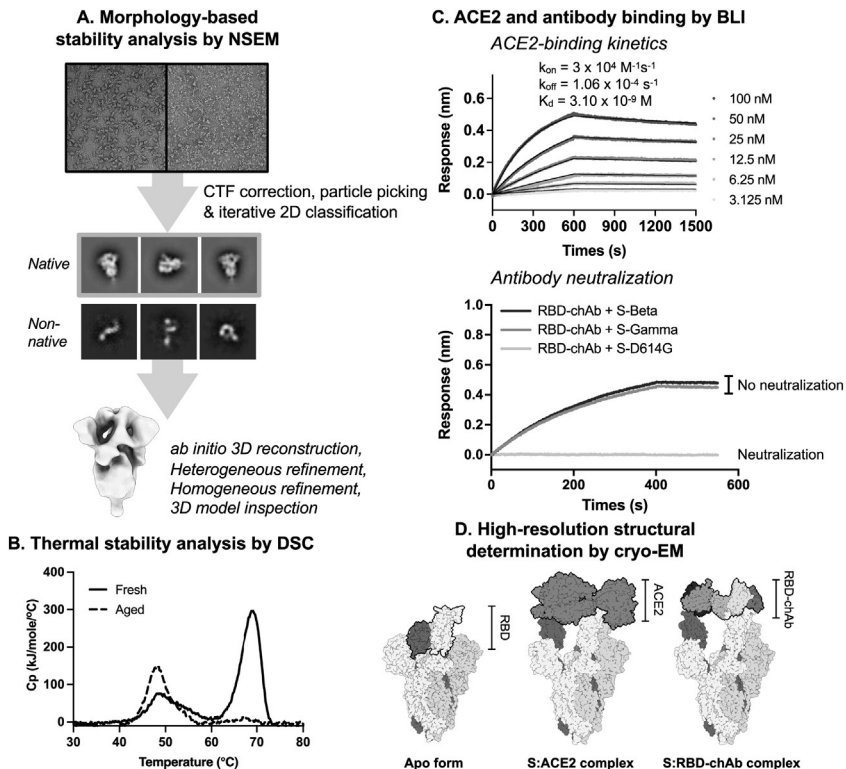 A. Morphology-based
stability analysis by NSEM
CTF correction, particle picking
& iterative 2D classification
Native
Non-
native
ab initio 3D reconstruction,
Heterogeneous refinement,
Homogeneous refinement,
3D model inspection
B. Thermal stability analysis by DSC
Cp (kJ/mole/°C)
400
300
200
100
0
Fresh
Aged
30
40
50
60
70
80
Temperature (°C)
C. ACE2 and antibody binding by BLI
ACE2-binding kinetics
kon = 3 x 10⁴ M⁻¹s⁻¹
koff = 1.06 x 10⁻⁴ s⁻¹
Kd = 3.10 x 10⁻⁹ M
Response (nm)
0.6
0.4
0.2
0.0
0
300
600
900
1200
1500
Times (s)
100 nM
50 nM
25 nM
12.5 nM
6.25 nM
3.125 nM
Antibody neutralization
Response (nm)
1.0
0.8
0.6
0.4
0.2
0.0
RBD-chAb + S-Beta
RBD-chAb + S-Gamma
RBD-chAb + S-D614G
No neutralization
Neutralization
0
200
400
600
Times (s)
D. High-resolution structural
determination by cryo-EM
RBD
ACE2
RBD-chAb
Apo form
S:ACE2 complex
S:RBD-chAb complex